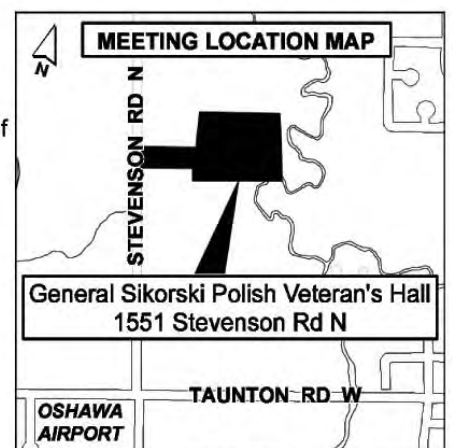 MEETING LOCATION MAP
N
f
STEVENSON RD N
General Sikorski Polish Veteran's Hall
1551 Stevenson Rd N
TAUNTON RD W
OSHAWA
AIRPORT